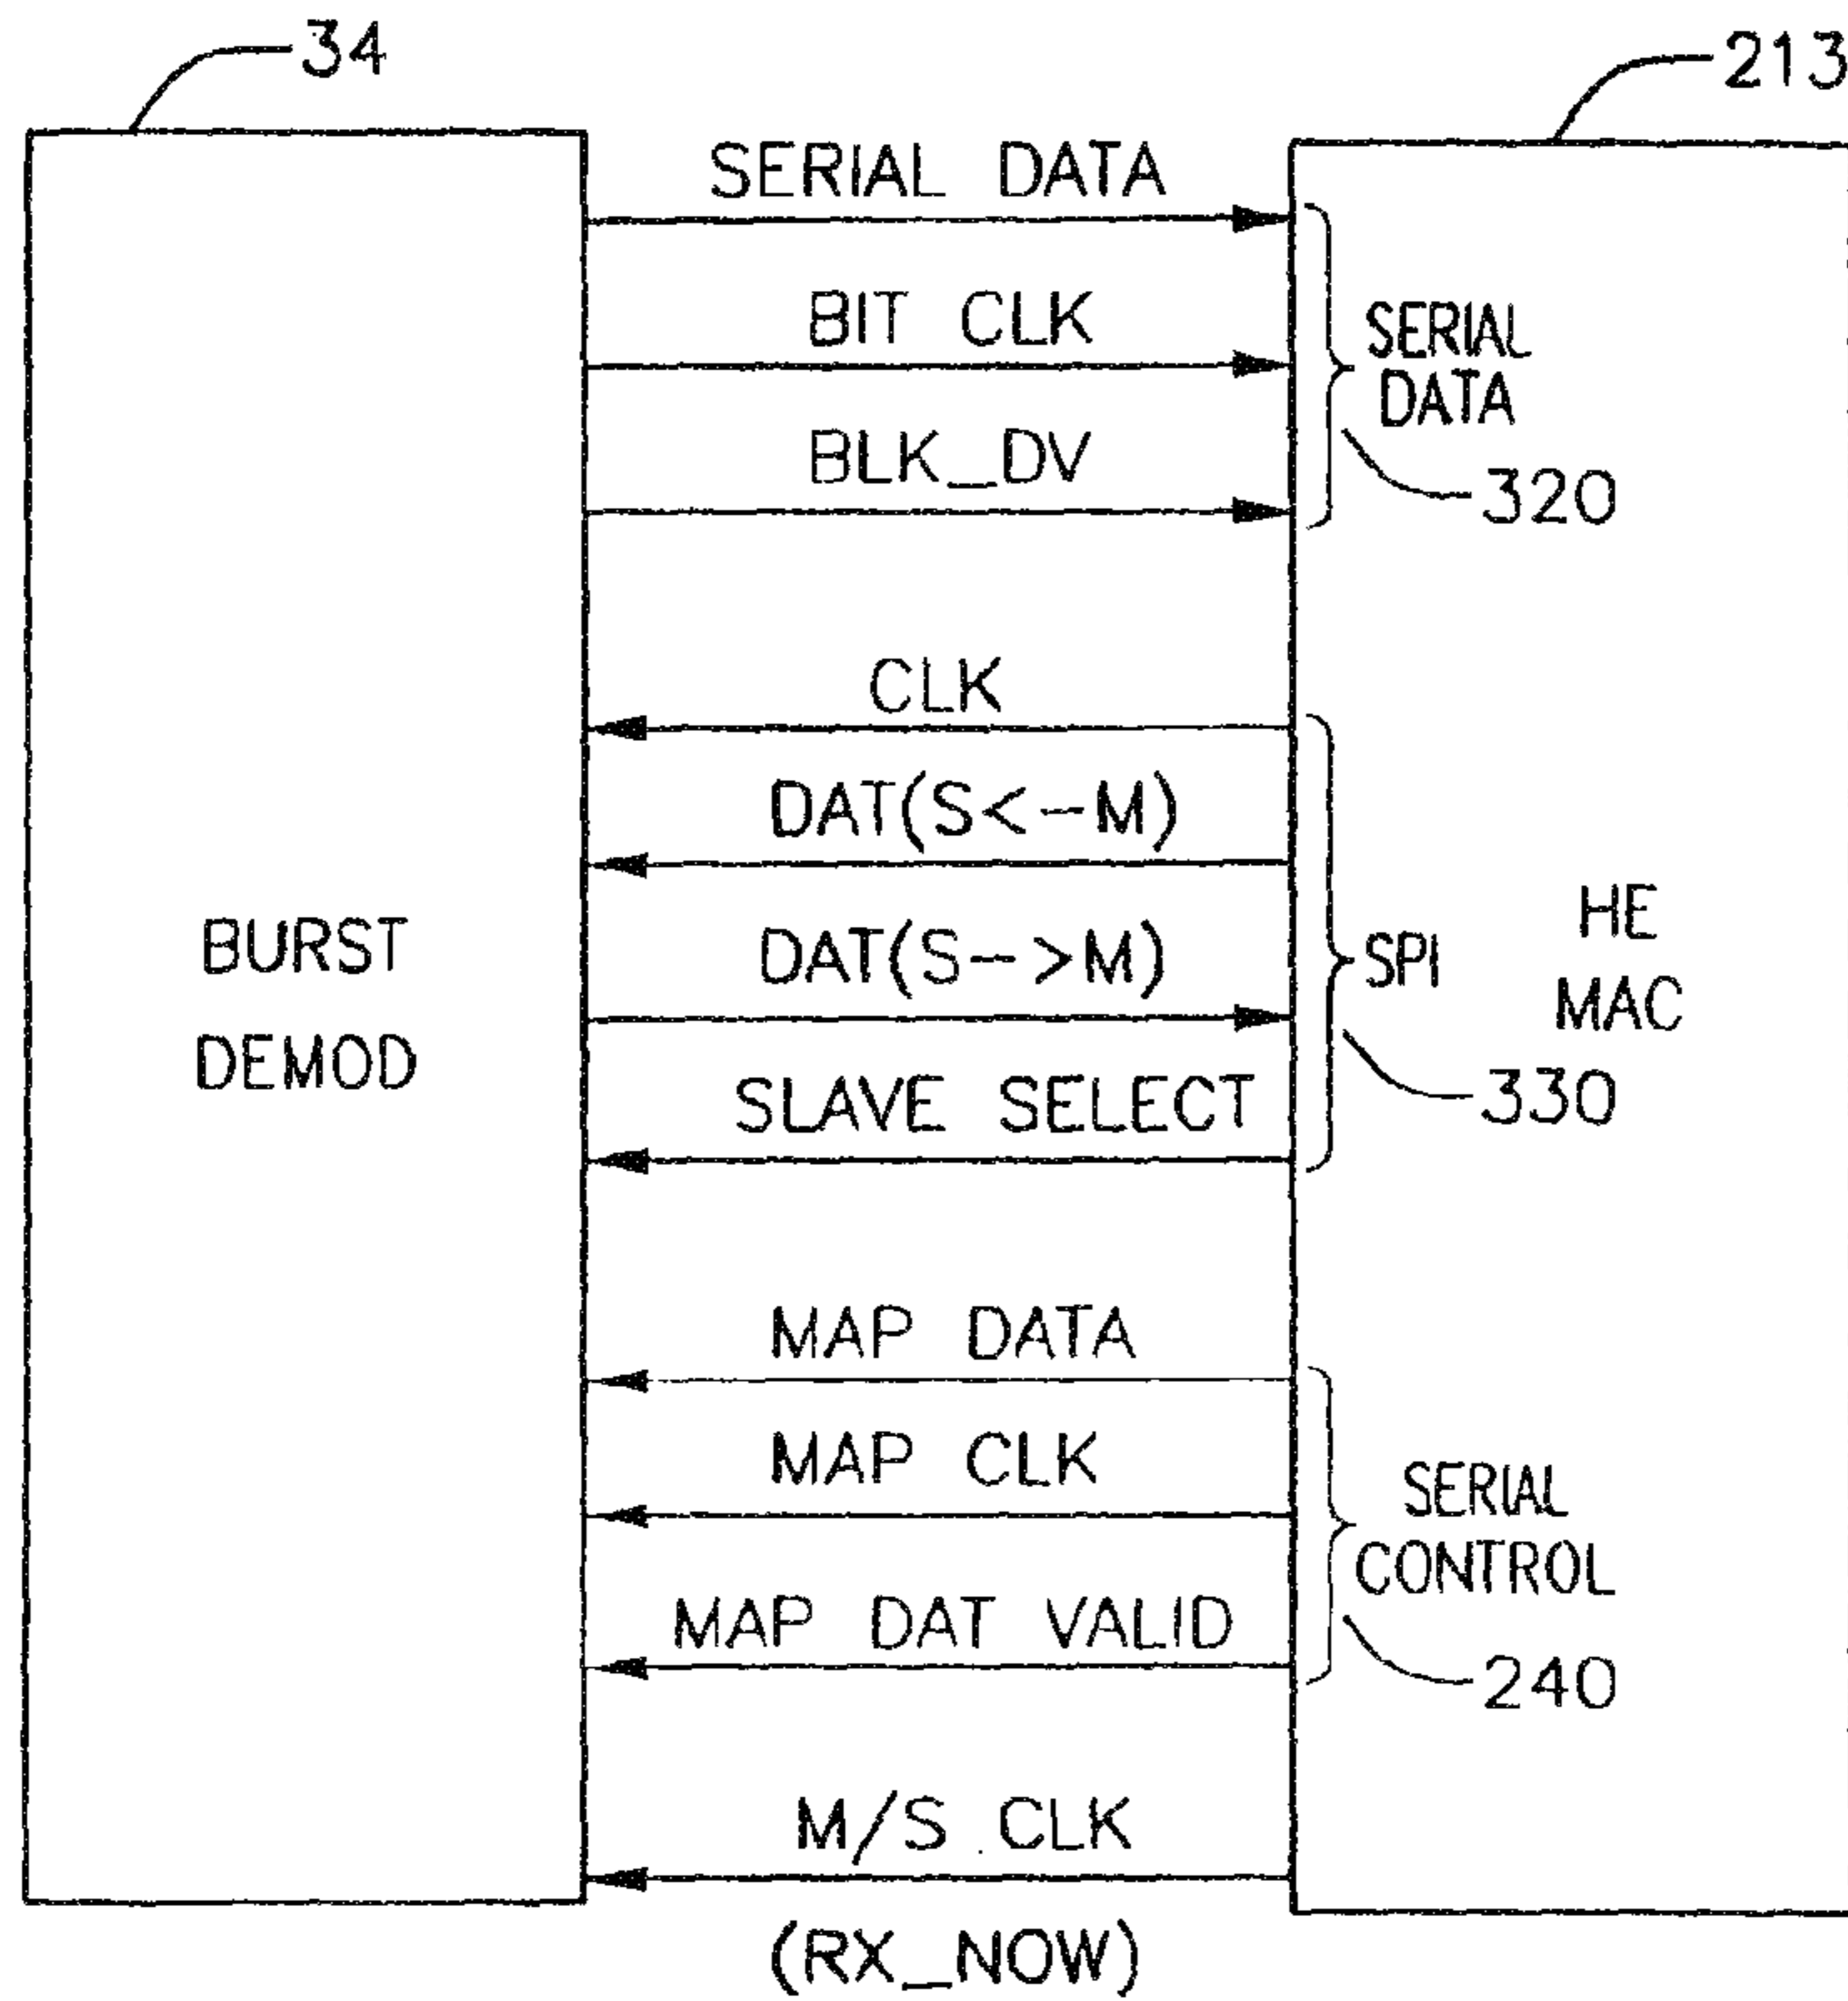 34
213
SERIAL DATA
BIT CLK
BLK_DV
SERIAL
DATA
320
CLK
DAT(S<-M)
DAT(S-->M)
SLAVE SELECT
SPI
330
BURST
DEMOD
HE
MAC
MAP DATA
MAP CLK
MAP DAT VALID
SERIAL
CONTROL
240
M/S CLK
(RX_NOW)